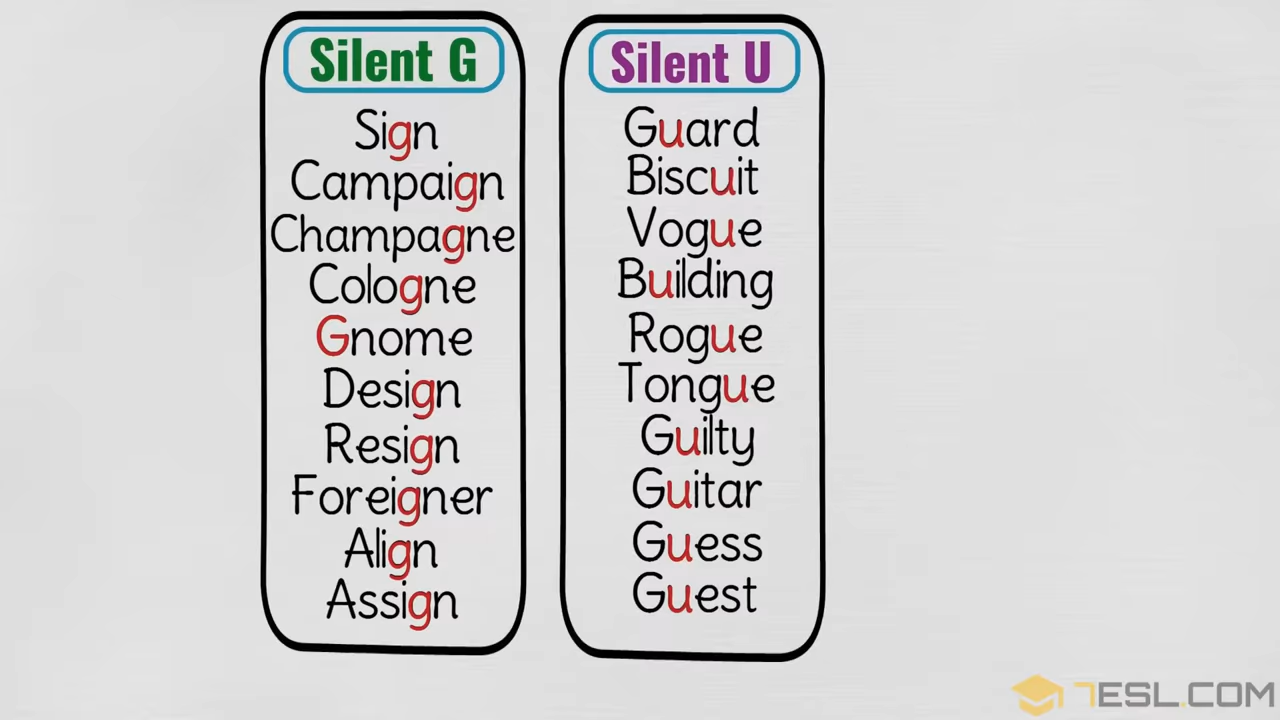 Silent G
Sign
Campaign
Champagne
Cologne
Gnome
Design
Resign
Foreigner
Align
Assign
Silent U
Guard
Biscuit
Vogue
Building
Rogue
Tongue
Guilty
Guitar
Guess
Guest
7ESL.COM